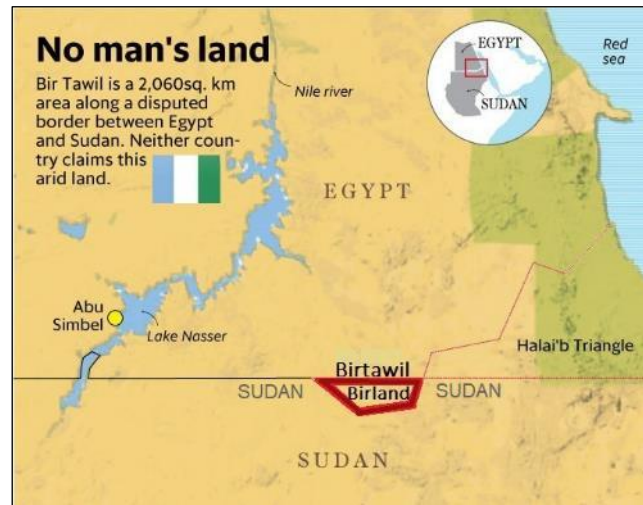 No man's land
Bir Tawil is a 2,060sq. km
area along a disputed
border between Egypt
and Sudan. Neither coun-
try claims this
arid land.
Nile river
EGYPT
SUDAN
Red
sea
EGYPT
Abu
Simbel
Lake Nasser
Halai'b Triangle
Birtawil
SUDAN
Birland
SUDAN
SUDAN